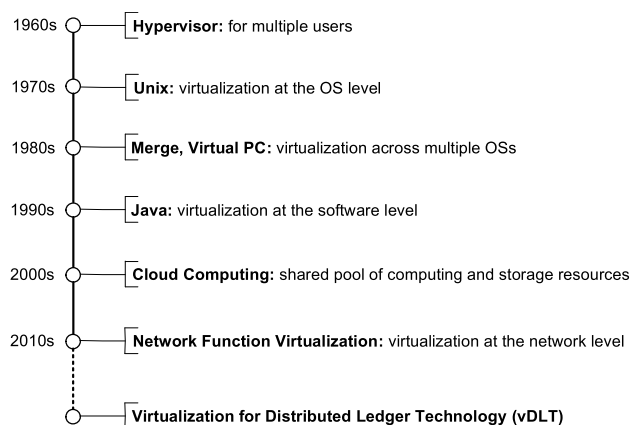 1960s Hypervisor: for multiple users
1970s Unix: virtualization at the OS level
1980s Merge, Virtual PC: virtualization across multiple OSs
1990s Java: virtualization at the software level
2000s Cloud Computing: shared pool of computing and storage resources
2010s Network Function Virtualization: virtualization at the network level
Virtualization for Distributed Ledger Technology (vDLT)